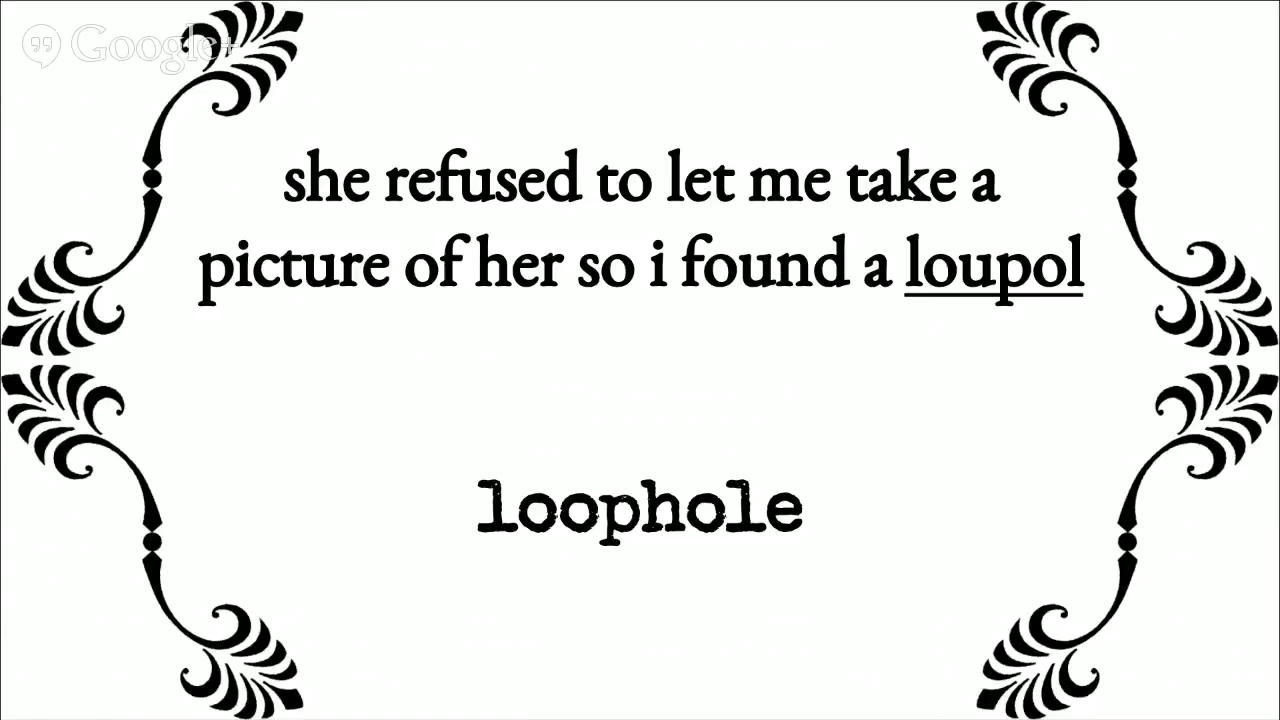 Google+
she refused to let me take a
picture of her so i found a loupol
loophole